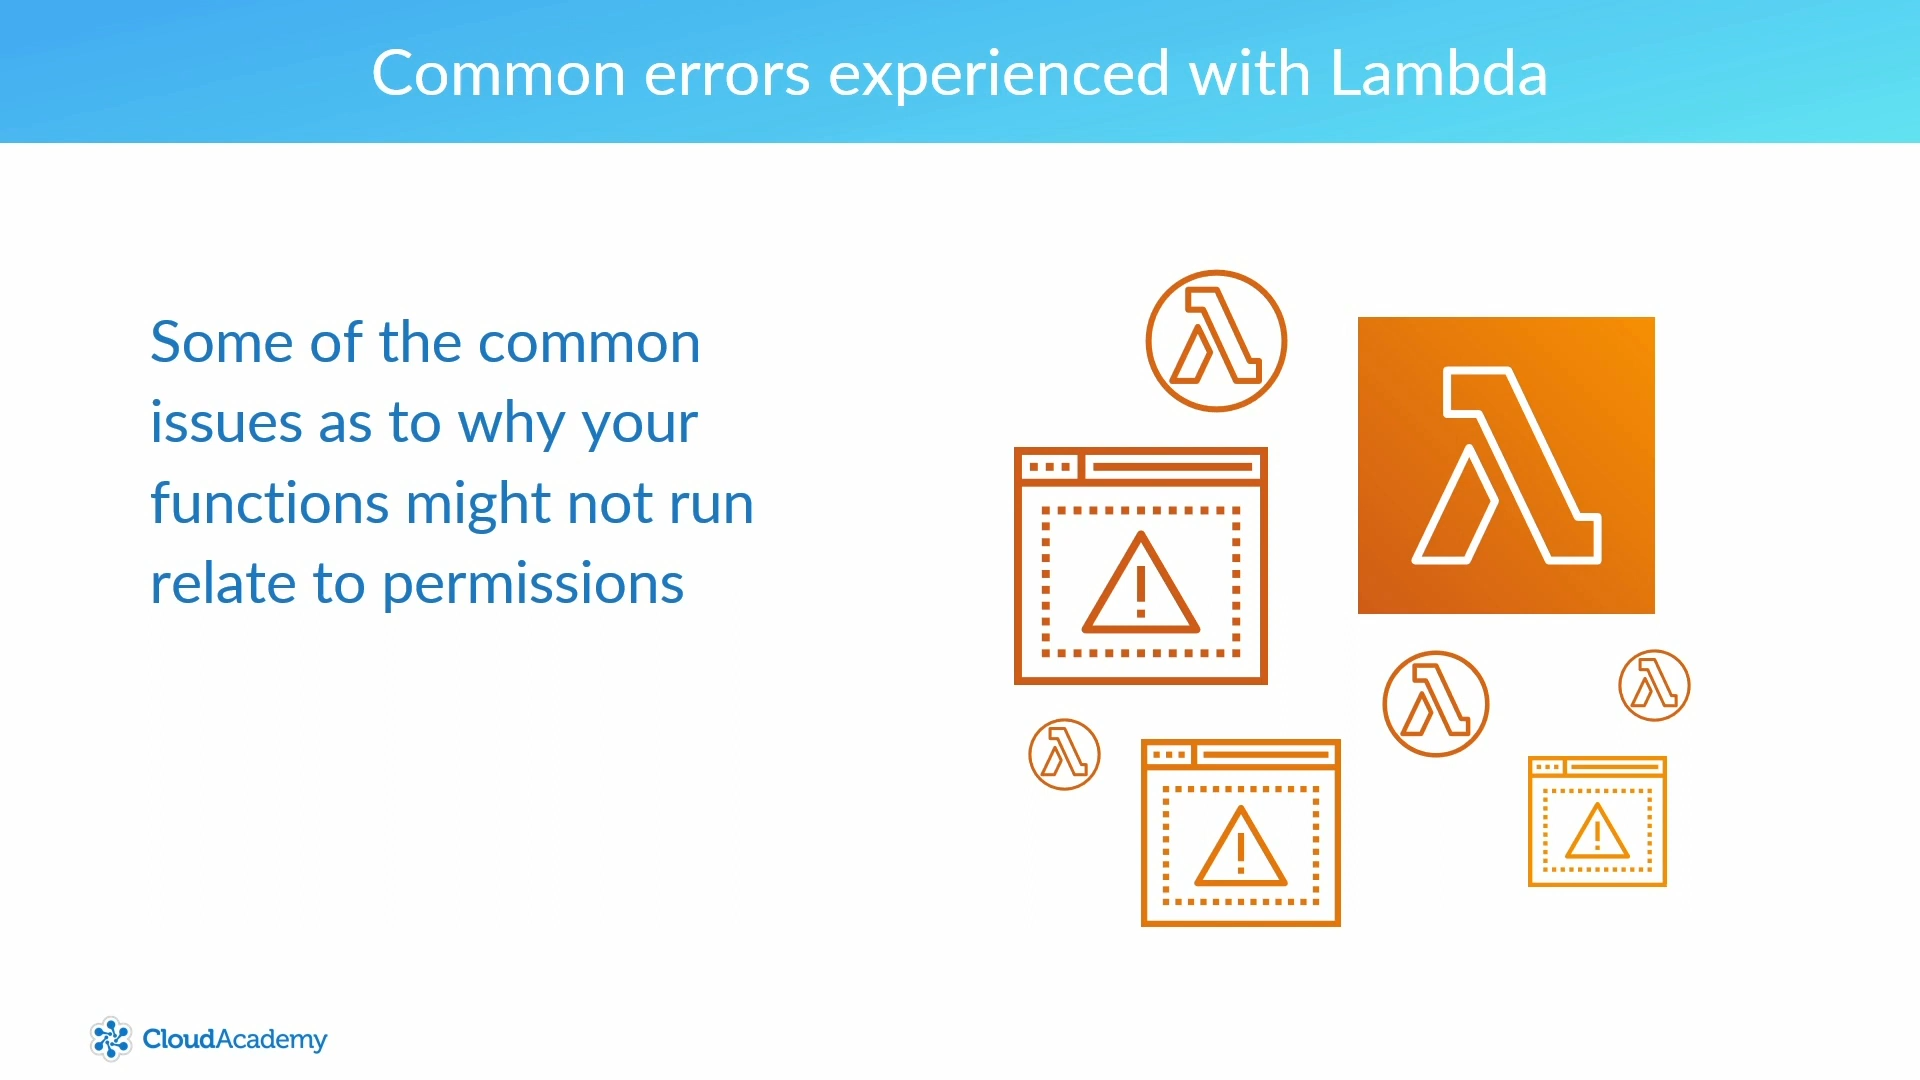 Common errors experienced with Lambda
Some of the common
issues as to why your
functions might not run
relate to permissions
CloudAcademy